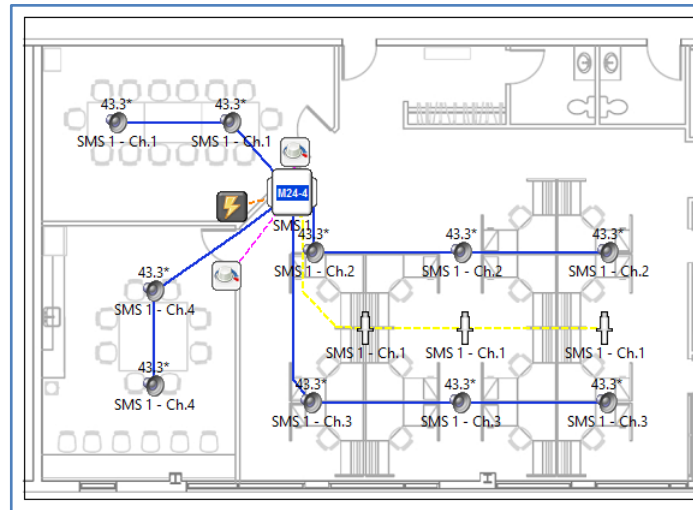 43.3* 43.3*
SMS 1 - Ch.1 SMS 1 - Ch.1
M24-4
SMS 1
43.3* 43.3* 43.3*
SMS 1 - Ch.2 SMS 1 - Ch.2 SMS 1 - Ch.2
43.3*
SMS 1 - Ch.4
SMS 1 - Ch.1 SMS 1 - Ch.1 SMS 1 - Ch.1
43.3*
SMS 1 - Ch.4
43.3* 43.3* 43.3*
SMS 1 - Ch.3 SMS 1 - Ch.3 SMS 1 - Ch.3